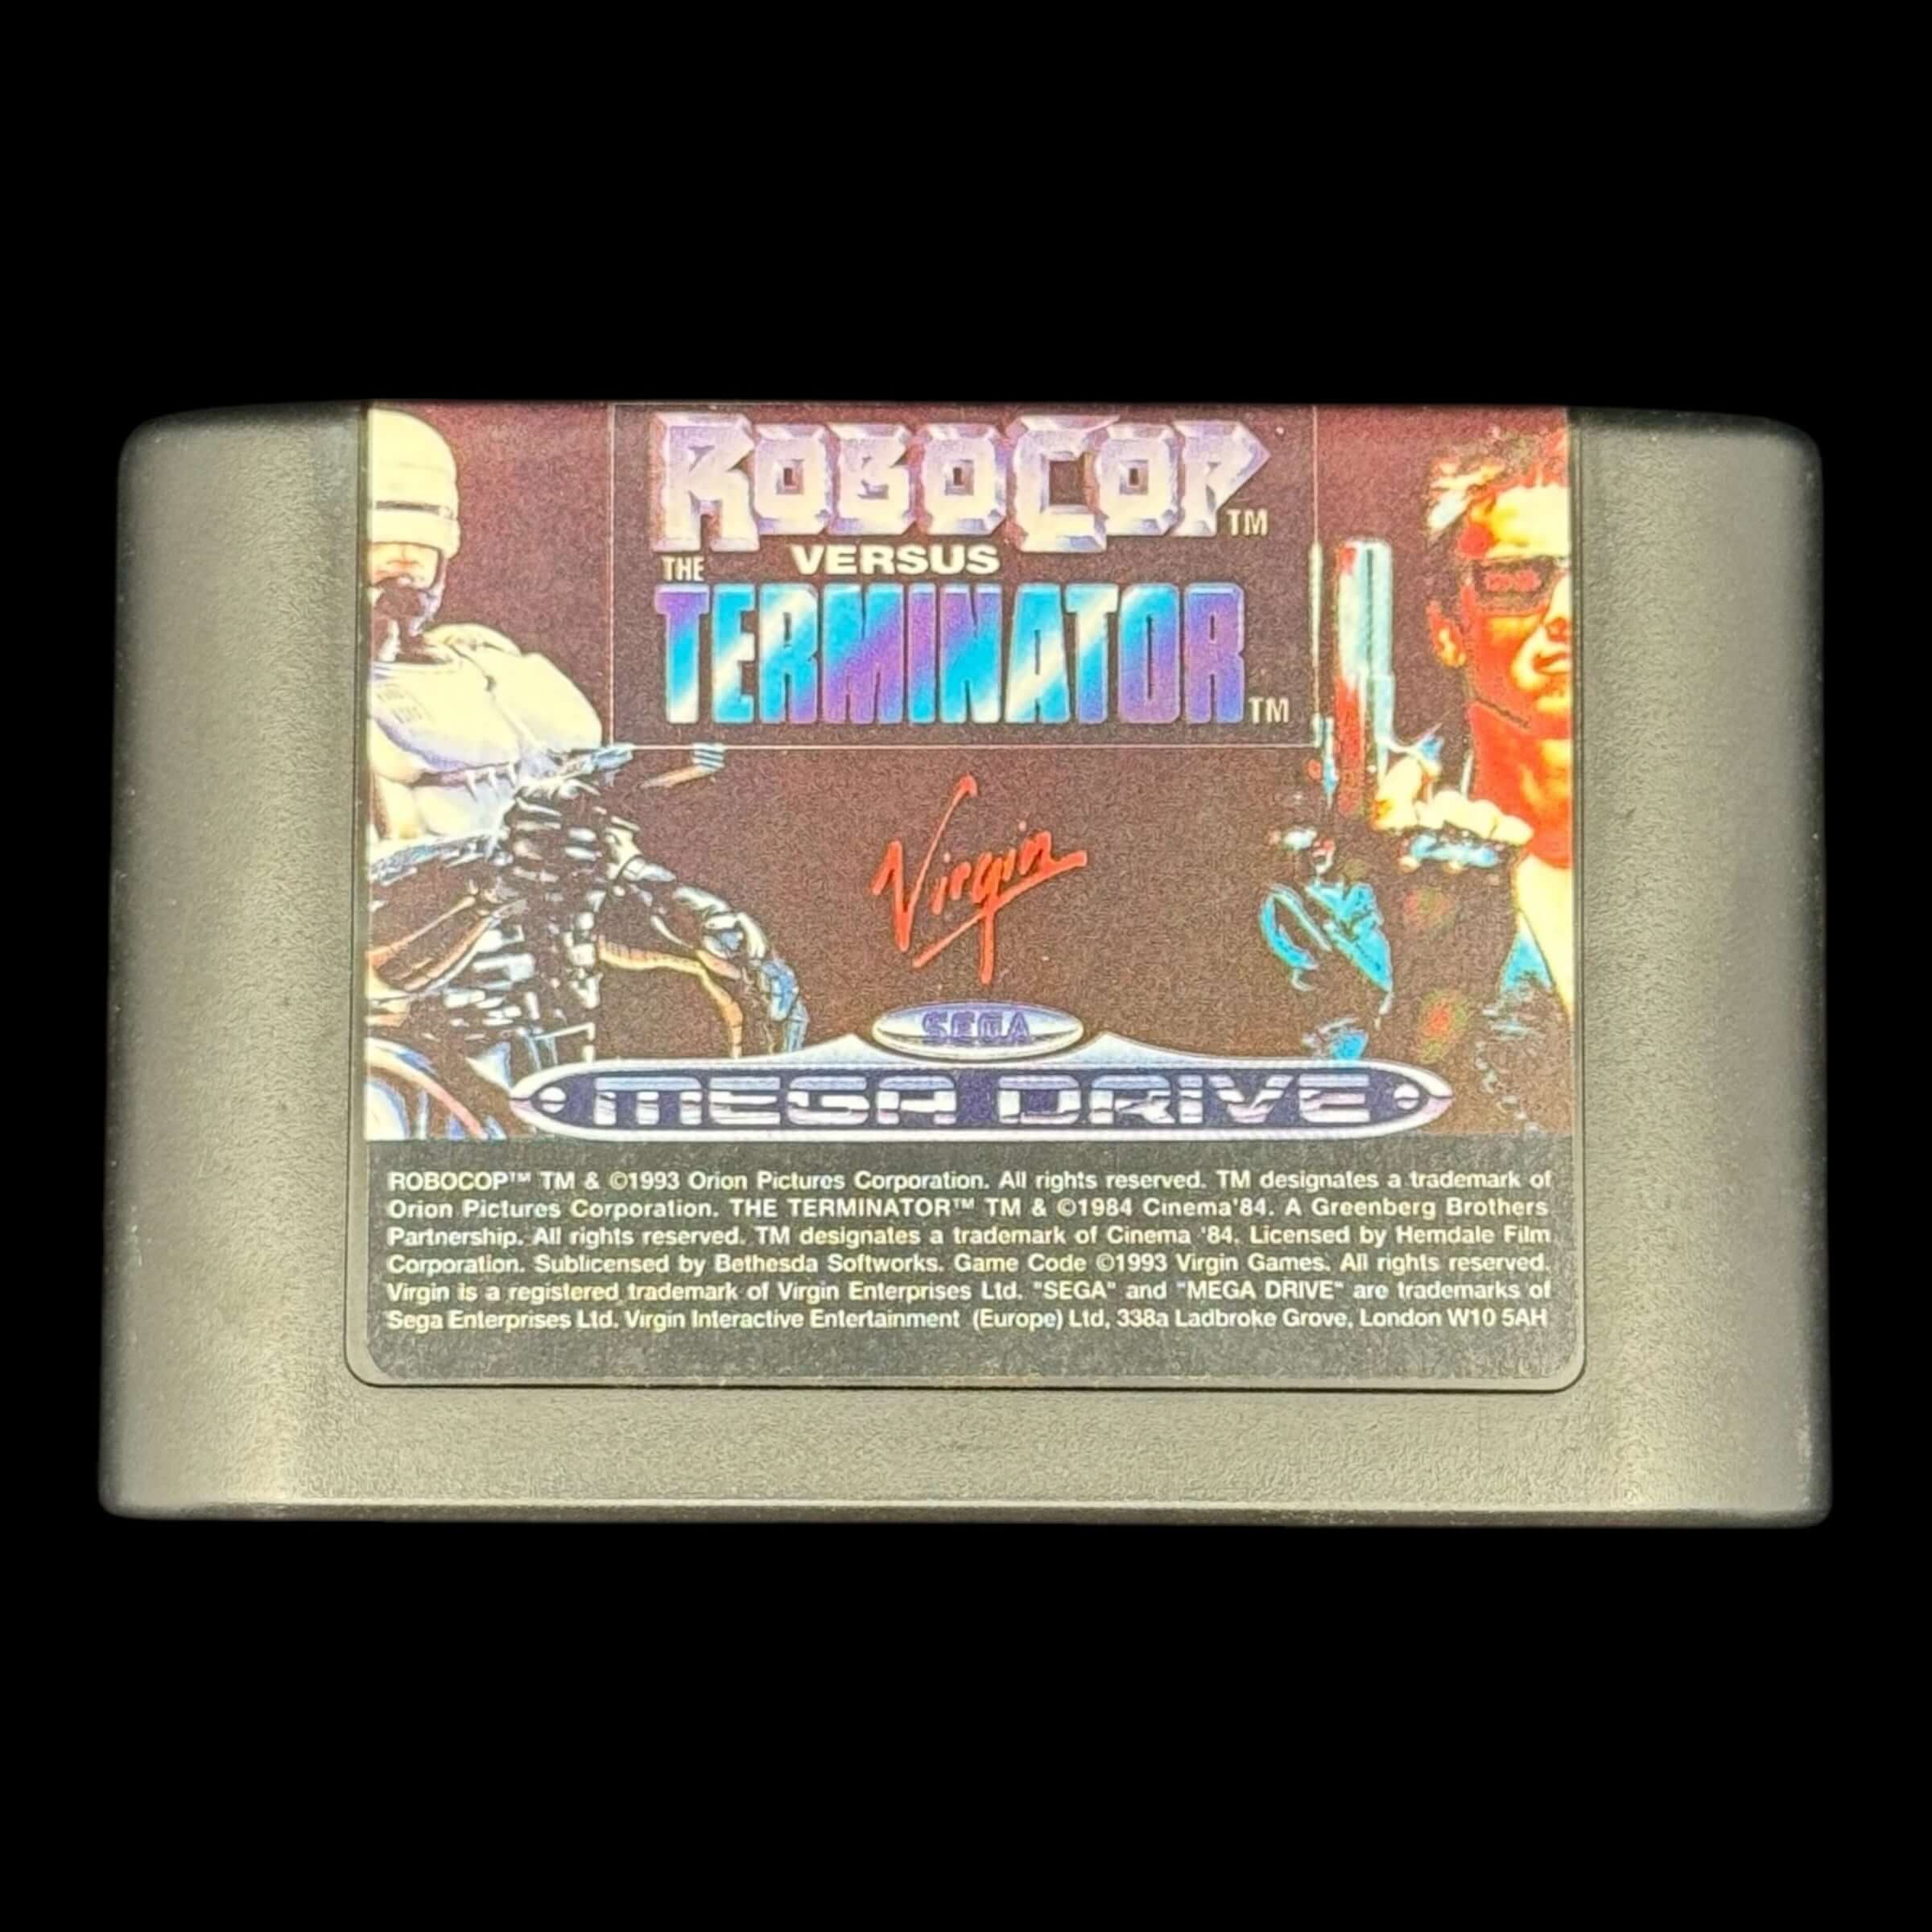 ROBOCOP TM
THE VERSUS
TERMINATOR TM
Virgin
SEGA
MEGA DRIVE
ROBOCOP™ TM & ©1993 Orion Pictures Corporation. All rights reserved. TM designates a trademark of
Orion Pictures Corporation. THE TERMINATOR™ TM & ©1984 Cinema'84. A Greenberg Brothers
Partnership. All rights reserved. TM designates a trademark of Cinema '84. Licensed by Hemdale Film
Corporation. Sublicensed by Bethesda Softworks. Game Code ©1993 Virgin Games. All rights reserved.
Virgin is a registered trademark of Virgin Enterprises Ltd. "SEGA" and "MEGA DRIVE" are trademarks of
Sega Enterprises Ltd. Virgin Interactive Entertainment (Europe) Ltd, 338a Ladbroke Grove, London W10 5AH